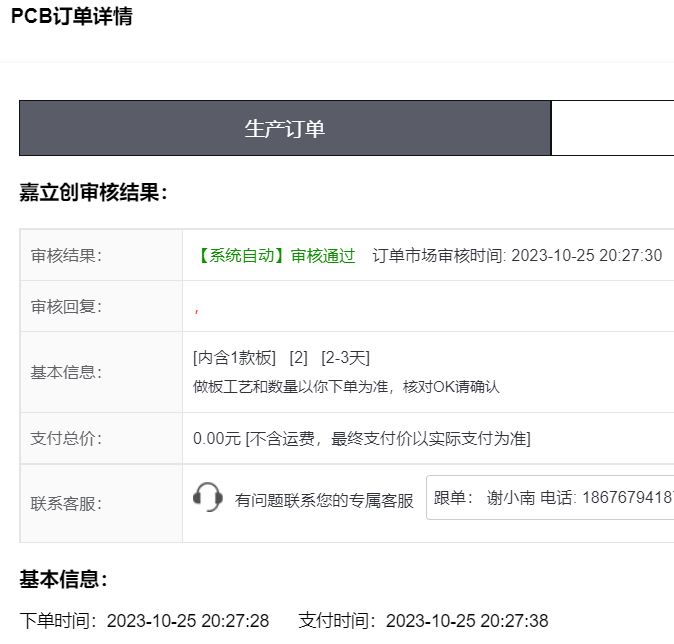 PCB订单详情
生产订单
嘉立创审核结果：
审核结果： 【系统自动】审核通过 订单市场审核时间: 2023-10-25 20:27:30
审核回复： ,
基本信息： [内含1款板] [2] [2-3天]
做板工艺和数量以你下单为准，核对OK请确认
支付总价： 0.00元 [不含运费，最终支付价以实际支付为准]
联系客服： 有问题联系您的专属客服 跟单： 谢小南 电话: 1867679418
基本信息：
下单时间：2023-10-25 20:27:28 支付时间：2023-10-25 20:27:38